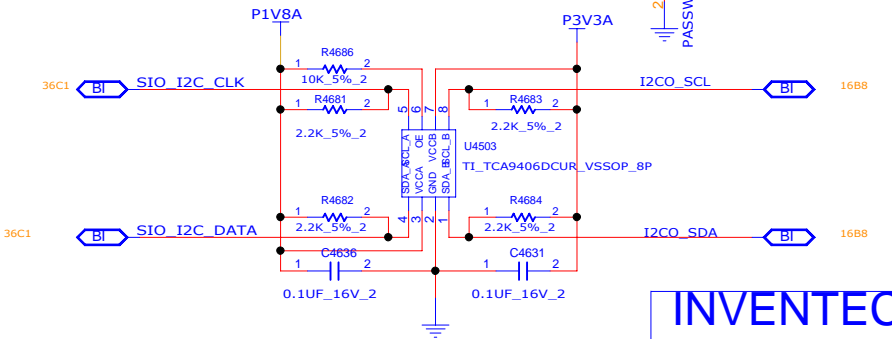 P1V8A
P3V3A
2
PASSW
R4686
1
2
10K_5%_2
36C1
BI
SIO_I2C_CLK
I2CO_SCL
BI
16B8
R4681
1
2
2.2K_5%_2
R4683
1
2
2.2K_5%_2
5
6
7
8
SCL_A
OE
VCCB
SCL_B
U4503
TI_TCA9406DCUR_VSSOP_8P
SDA_A
VCCA
GND
SDA_B
4
3
2
1
R4682
1
2
2.2K_5%_2
R4684
1
2
2.2K_5%_2
36C1
BI
SIO_I2C_DATA
I2CO_SDA
BI
16B8
C4636
1
2
0.1UF_16V_2
C4631
1
2
0.1UF_16V_2
INVENTEC